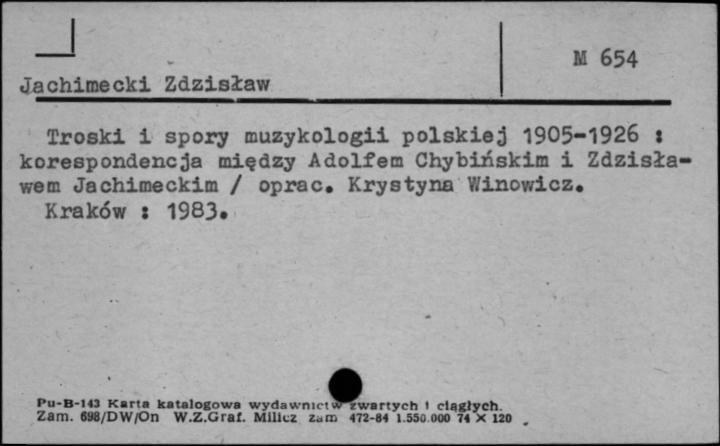 M 654
Jachimecki Zdzisław
Troski i spory muzykologii polskiej 1905-1926 :
korespondencja między Adolfem Chybińskim i Zdzisła-
wem Jachimeckim / oprac. Krystyna Winowicz.
Kraków : 1983.
Pu-B-143 Karta katalogowa wydawnictw zwartych i ciągłych.
Zam. 698/DW/On W.Z.Graf. Milicz zam 472-84 1.550.000 74 X 120